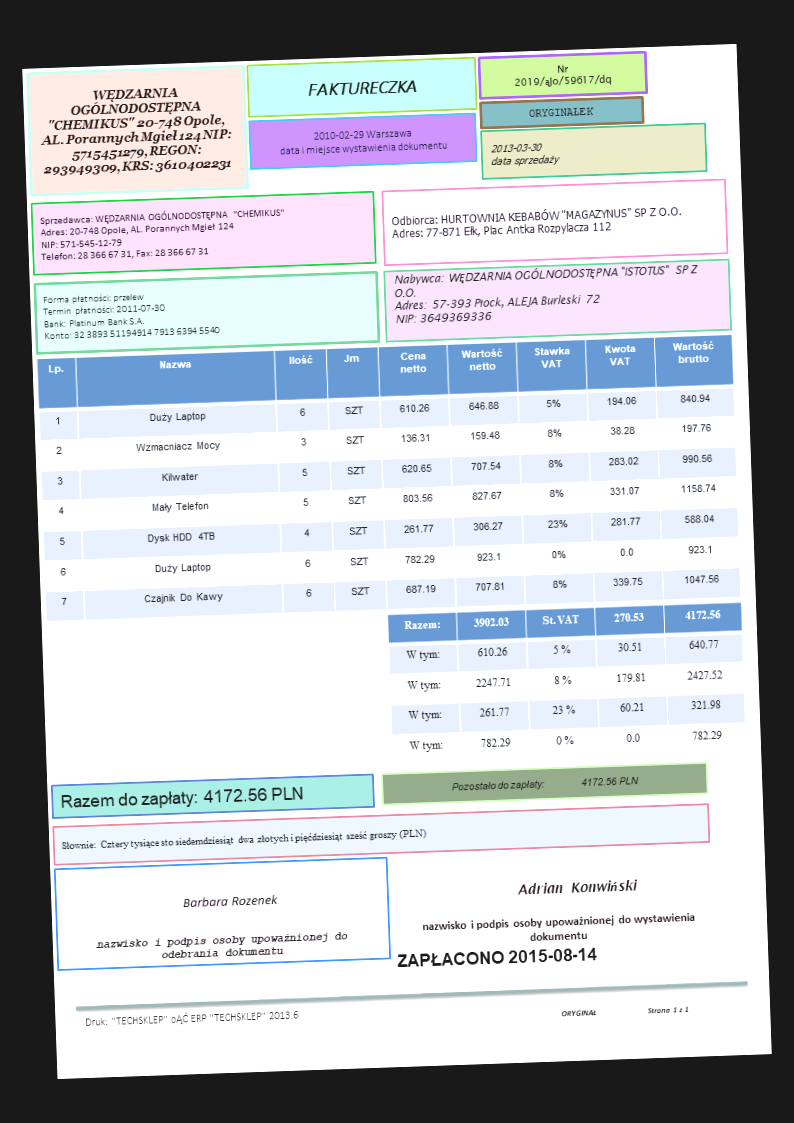 WĘDZARNIA
OGÓLNODOSTĘPNA
"CHEMIKUS" 20-748 Opole,
AL. Porannych Mgieł 124 NIP:
5715451279, REGON:
293949309, KRS: 3610402231
FAKTURECZKA
2010-02-29 Warszawa
data i miejsce wystawienia dokumentu
Nr
2019/ąJo/59617/dq
ORYGINAŁEK
2013-03-30
data sprzedaży
Sprzedawca: WĘDZARNIA OGÓLNODOSTĘPNA "CHEMIKUS"
Adres: 20-748 Opole, AL. Porannych Mgieł 124
NIP: 571-545-12-79
Telefon: 28 366 67 31, Fax: 28 366 67 31
Odbiorca: HURTOWNIA KEBABÓW "MAGAZYNUS" SP Z O.O.
Adres: 77-871 Ełk, Plac Antka Rozpylacza 112
Forma płatności: przelew
Termin płatności: 2011-07-30
Bank: Platinum Bank S.A.
Konto: 32 3893 51194914 7913 6394 5540
Nabywca: WĘDZARNIA OGÓLNODOSTĘPNA "ISTOTUS" SP Z
O.O.
Adres: 57-393 Płock, ALEJA Burleski 72
NIP: 3649369336
Lp. Nazwa Ilość Jm Cena netto Wartość netto Stawka VAT Kwota VAT Wartość brutto
1 Duży Laptop 6 SZT 610.26 646.88 5% 194.06 840.94
2 Wzmacniacz Mocy 3 SZT 136.31 159.48 8% 38.28 197.76
3 Kilwater 5 SZT 620.65 707.54 8% 283.02 990.56
4 Mały Telefon 5 SZT 803.56 827.67 8% 331.07 1158.74
5 Dysk HDD 4TB 4 SZT 261.77 306.27 23% 281.77 588.04
6 Duży Laptop 6 SZT 782.29 923.1 0% 0.0 923.1
7 Czajnik Do Kawy 6 SZT 687.19 707.81 8% 339.75 1047.56
Razem: 3902.03 St.VAT 270.53 4172.56
W tym: 610.26 5 % 30.51 640.77
W tym: 2247.71 8 % 179.81 2427.52
W tym: 261.77 23 % 60.21 321.98
W tym: 782.29 0 % 0.0 782.29
Razem do zapłaty: 4172.56 PLN
Pozostało do zapłaty: 4172.56 PLN
Słownie: Cztery tysiące sto siedemdziesiąt dwa złotych i pięćdziesiąt sześć groszy (PLN)
Barbara Rozenek
nazwisko i podpis osoby upoważnionej do
odebrania dokumentu
Adrian Konwiński
nazwisko i podpis osoby upoważnionej do wystawienia
dokumentu
ZAPŁACONO 2015-08-14
Druk: "TECHSKLEP" oĄĆ ERP "TECHSKLEP" 2013.6
ORYGINAŁ
Strona 1 z 1